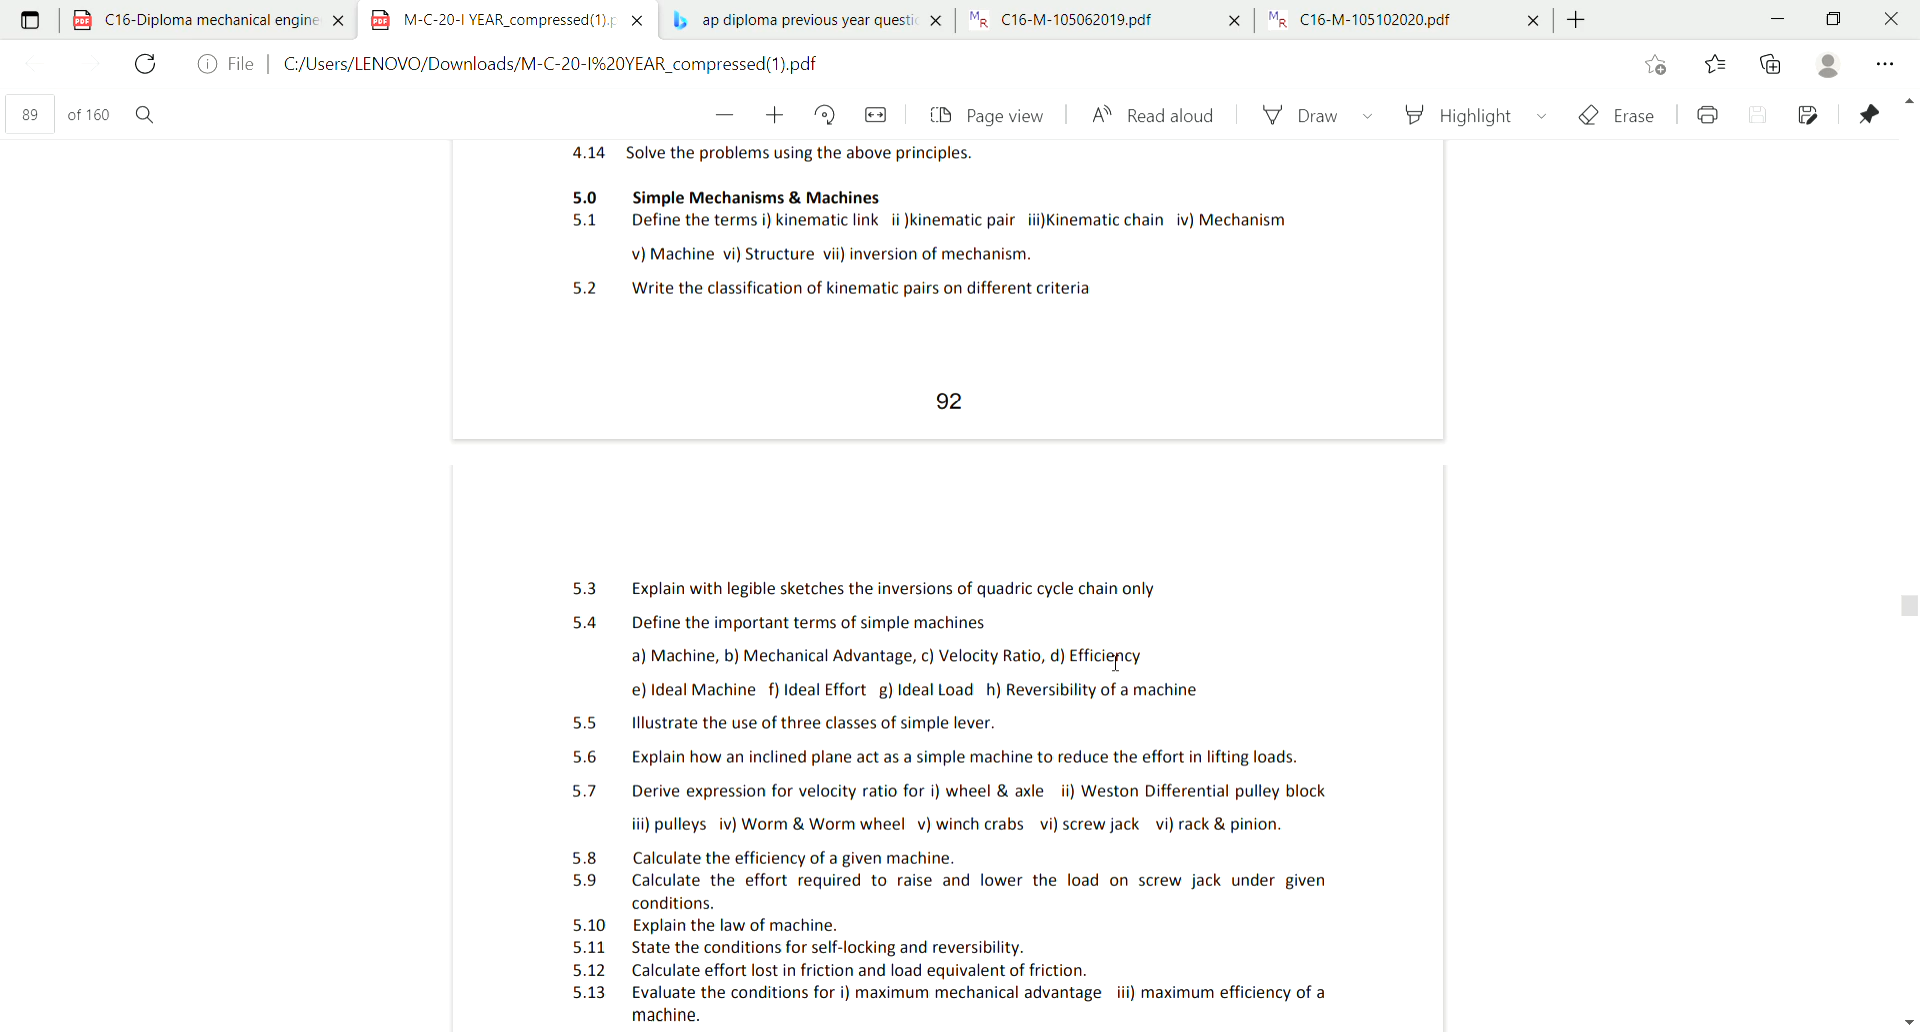 C16-Diploma mechanical engine
M-C-20-I YEAR_compressed(1).p
ap diploma previous year questio
C16-M-105062019.pdf
C16-M-105102020.pdf
File
C:/Users/LENOVO/Downloads/M-C-20-I%20YEAR_compressed(1).pdf
89 of 160
Page view
Read aloud
Draw
Highlight
Erase
4.14 Solve the problems using the above principles.
5.0 Simple Mechanisms & Machines
5.1 Define the terms i) kinematic link ii )kinematic pair iii)Kinematic chain iv) Mechanism
v) Machine vi) Structure vii) inversion of mechanism.
5.2 Write the classification of kinematic pairs on different criteria
92
5.3 Explain with legible sketches the inversions of quadric cycle chain only
5.4 Define the important terms of simple machines
a) Machine, b) Mechanical Advantage, c) Velocity Ratio, d) Efficiency
e) Ideal Machine f) Ideal Effort g) Ideal Load h) Reversibility of a machine
5.5 Illustrate the use of three classes of simple lever.
5.6 Explain how an inclined plane act as a simple machine to reduce the effort in lifting loads.
5.7 Derive expression for velocity ratio for i) wheel & axle ii) Weston Differential pulley block
iii) pulleys iv) Worm & Worm wheel v) winch crabs vi) screw jack vi) rack & pinion.
5.8 Calculate the efficiency of a given machine.
5.9 Calculate the effort required to raise and lower the load on screw jack under given
conditions.
5.10 Explain the law of machine.
5.11 State the conditions for self-locking and reversibility.
5.12 Calculate effort lost in friction and load equivalent of friction.
5.13 Evaluate the conditions for i) maximum mechanical advantage iii) maximum efficiency of a
machine.